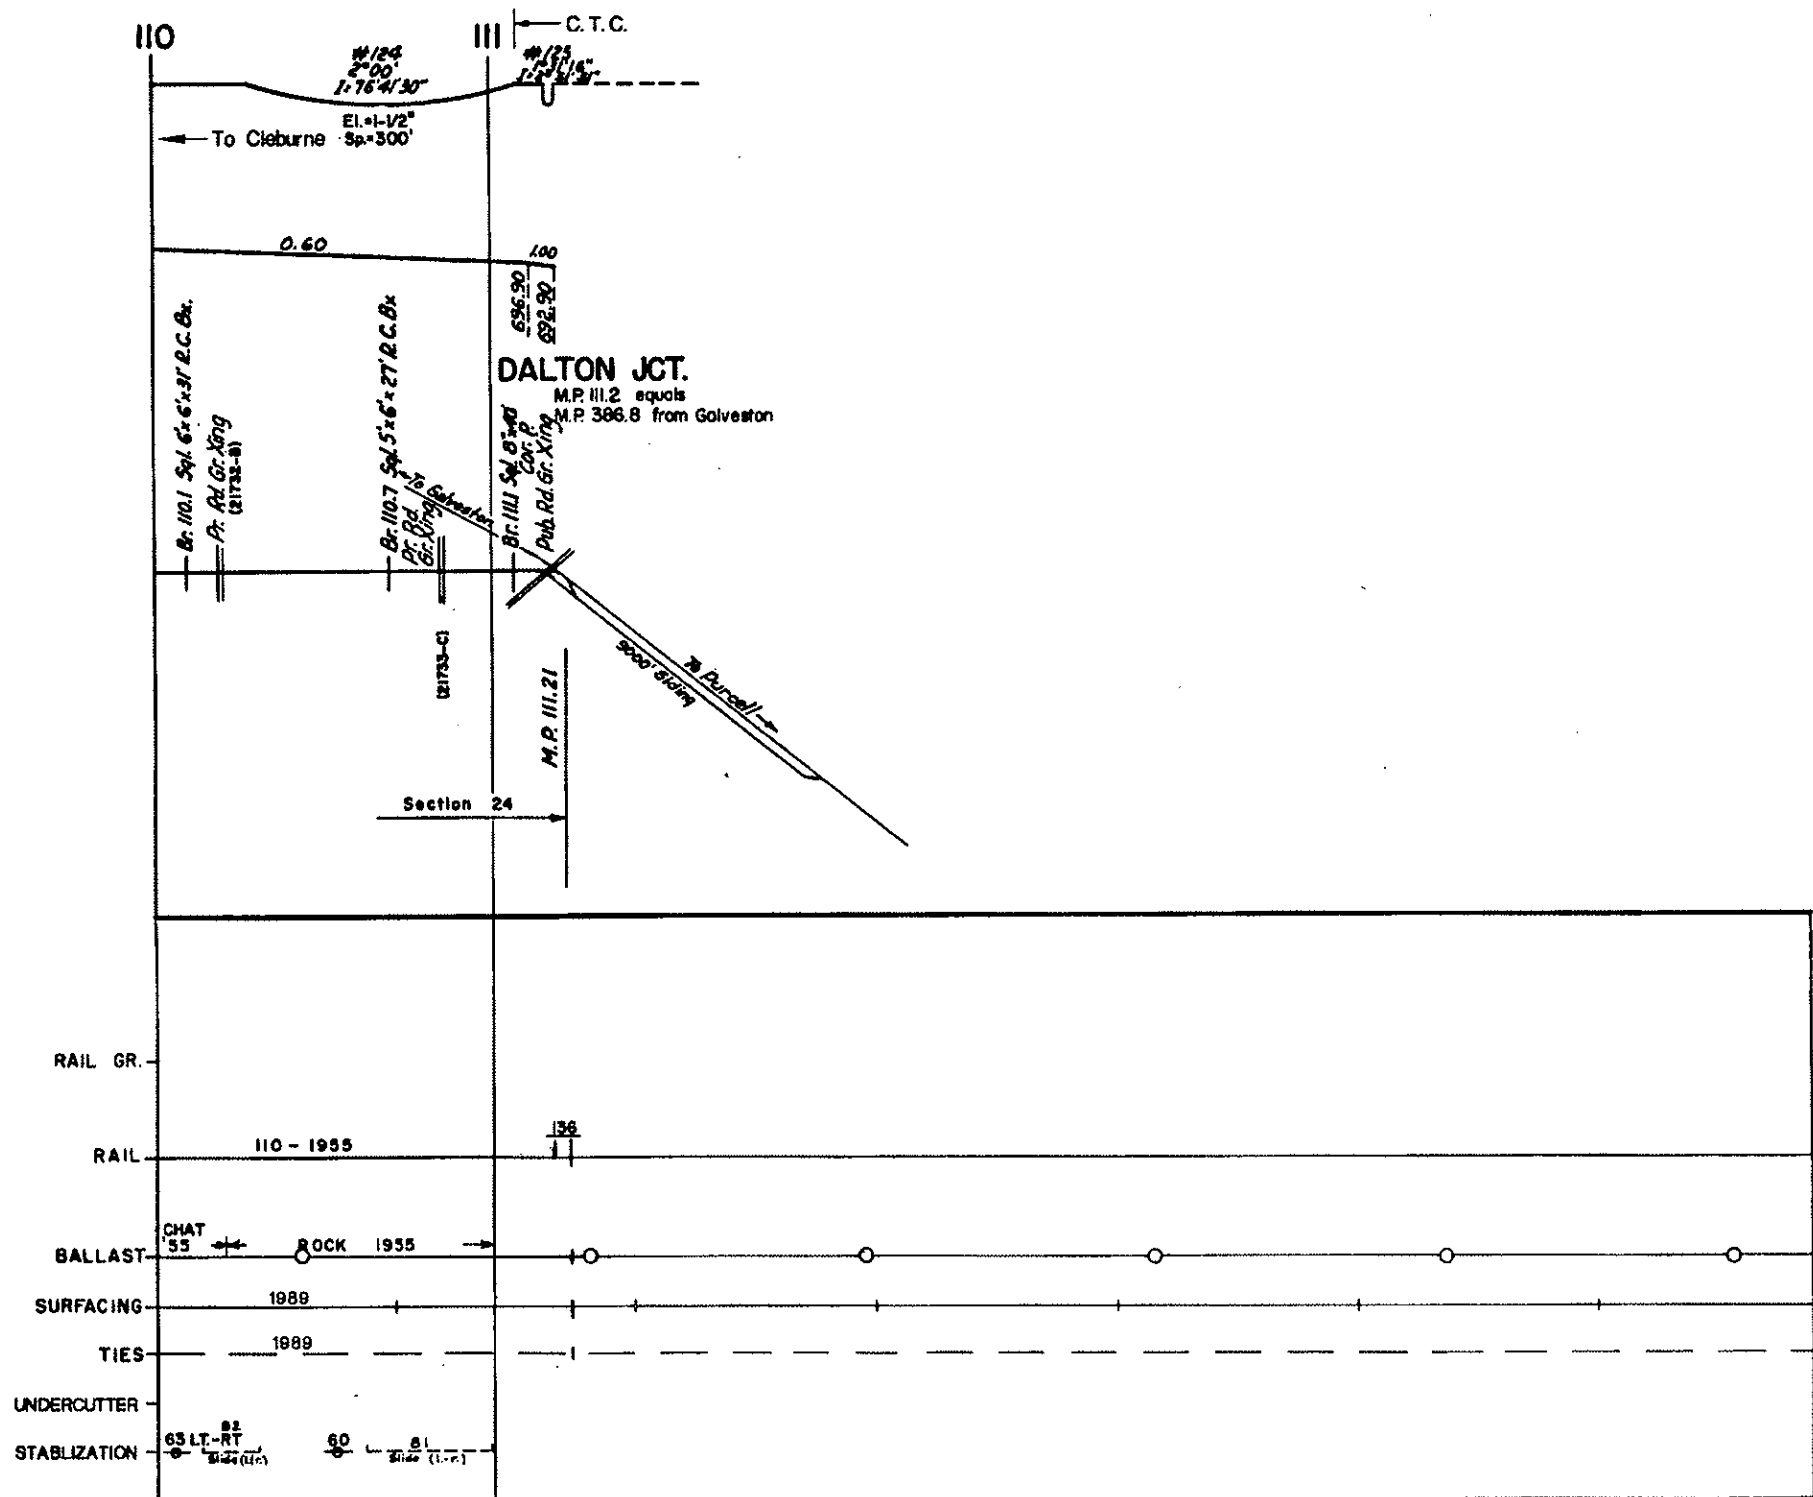 110
111
C.T.C.
#124
2°00'
I=76°41'30"
#125
El.=1-1/2"
Sp.=300'
To Cleburne
0.60
1.00
696.90
692.90
Br. 110.1 Sgl. 6'x6'x31' R.C. Bx.
Pr. Rd. Gr. Xing
Br. 110.7 Sgl. 5'x6'x27' R.C. Bx
Pr. Rd.
Gr. Xing
(21733-C)
To Galveston
Cor. P.
Pub. Rd. Gr. Xing
DALTON JCT.
M.P. 111.2 equals
M.P. 386.8 from Galveston
9000' Siding
To Purcell
M.P. 111.21
Section 24
RAIL GR.
RAIL
110 - 1955
136
BALLAST
CHAT
'55
ROCK 1955
SURFACING
1989
TIES
1989
UNDERCUTTER
STABLIZATION
63 LT.-RT
82
60
81
Slide (L-r.)